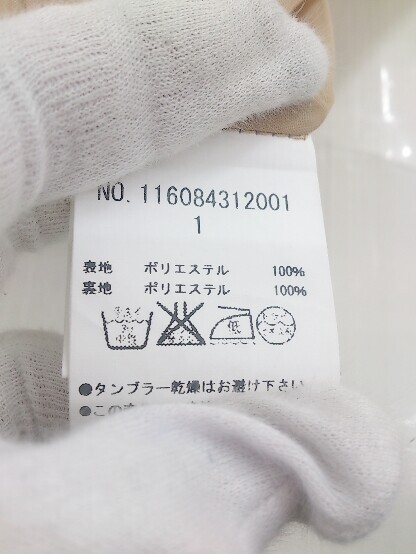 NO. 116084312001
1
表地 ポリエステル 100%
裏地 ポリエステル 100%
低
●タンブラー乾燥はお避け下さい
●この